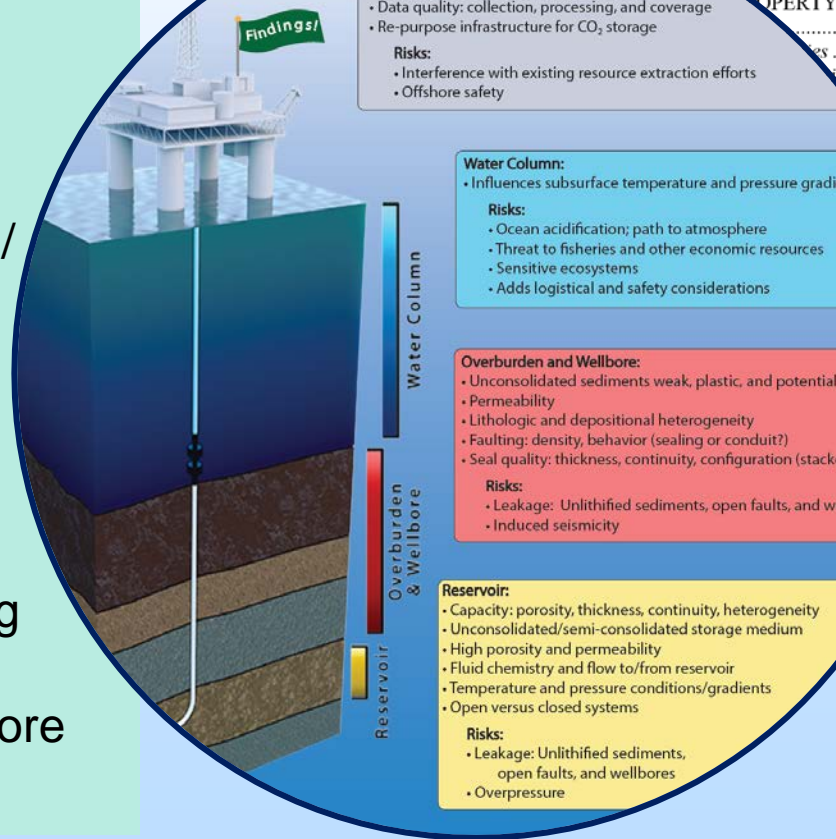 /
g
ore
Findings!
• Data quality: collection, processing, and coverage
• Re-purpose infrastructure for CO₂ storage
Risks:
• Interference with existing resource extraction efforts
• Offshore safety
Water Column:
• Influences subsurface temperature and pressure gradi
Risks:
• Ocean acidification; path to atmosphere
• Threat to fisheries and other economic resources
• Sensitive ecosystems
• Adds logistical and safety considerations
Water Column
Overburden and Wellbore:
• Unconsolidated sediments weak, plastic, and potential
• Permeability
• Lithologic and depositional heterogeneity
• Faulting: density, behavior (sealing or conduit?)
• Seal quality: thickness, continuity, configuration (stack
Risks:
• Leakage: Unlithified sediments, open faults, and w
• Induced seismicity
Overburden
& Wellbore
Reservoir:
• Capacity: porosity, thickness, continuity, heterogeneity
• Unconsolidated/semi-consolidated storage medium
• High porosity and permeability
• Fluid chemistry and flow to/from reservoir
• Temperature and pressure conditions/gradients
• Open versus closed systems
Risks:
• Leakage: Unlithified sediments,
open faults, and wellbores
• Overpressure
Reservoir